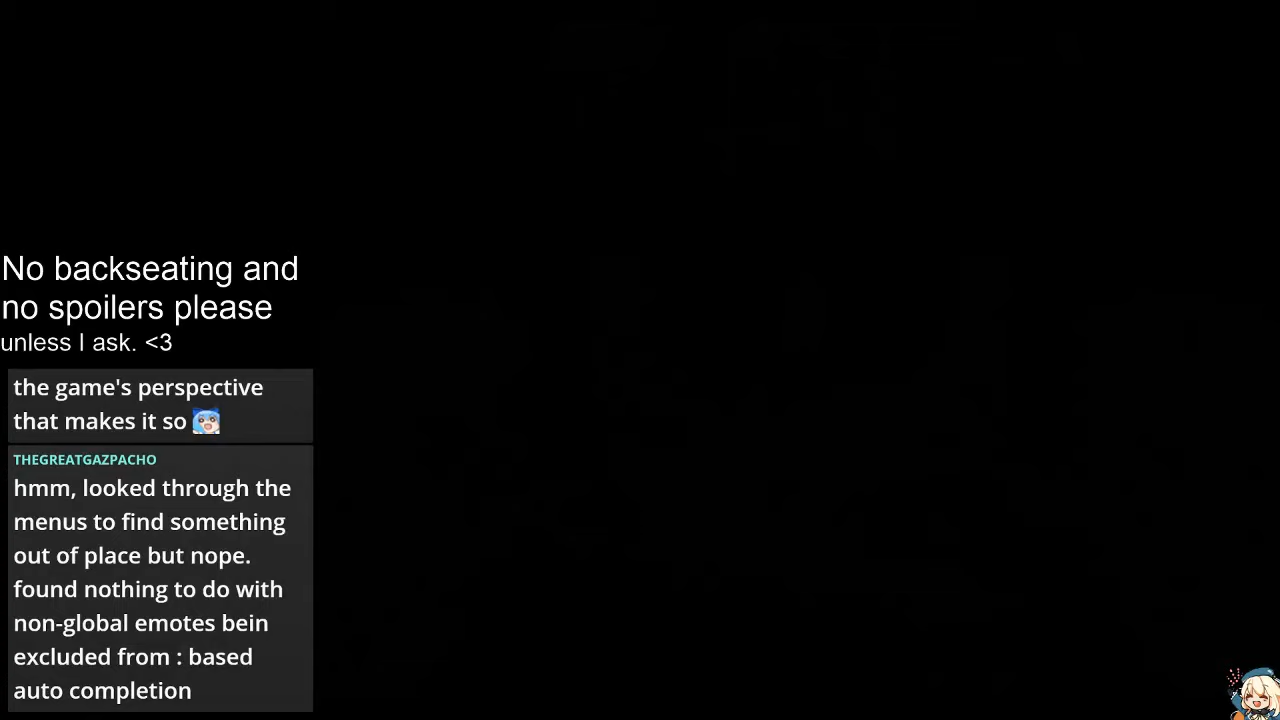 No backseating and
no spoilers please
unless I ask. <3
the game's perspective
that makes it so
THEGREATGAZPACHO
hmm, looked through the
menus to find something
out of place but nope.
found nothing to do with
non-global emotes bein
excluded from : based
auto completion